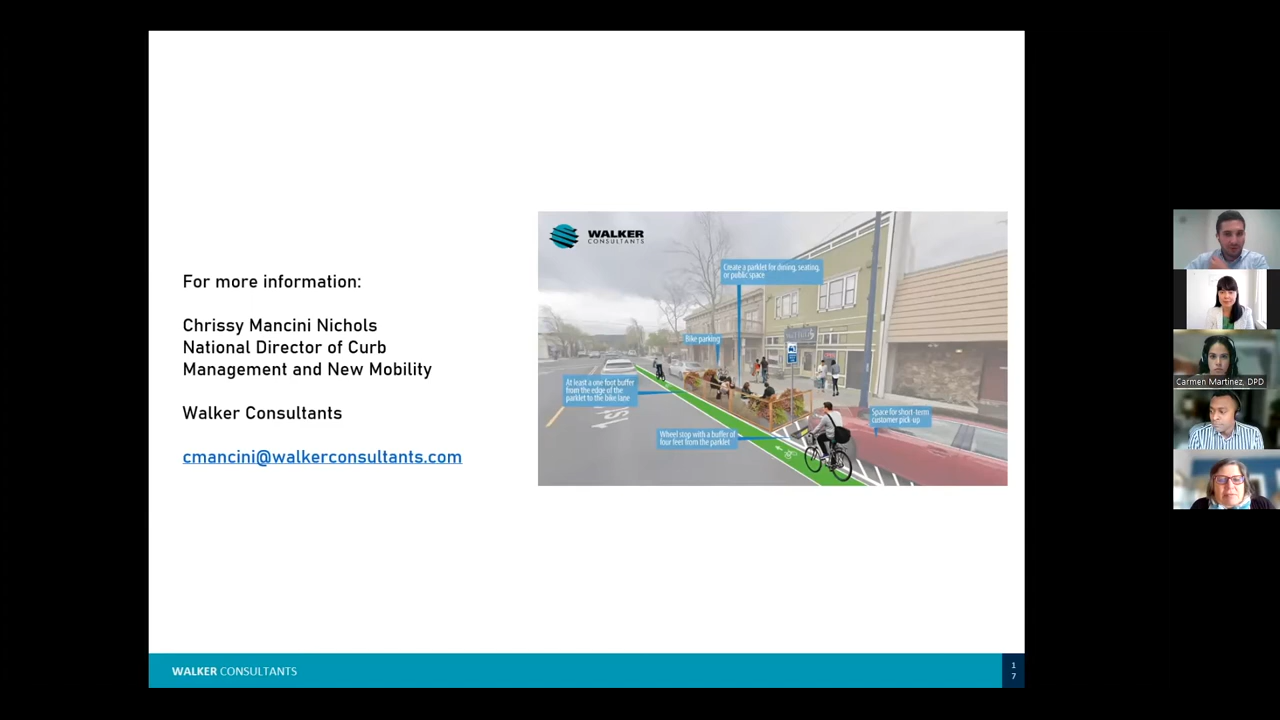 For more information:
Chrissy Mancini Nichols
National Director of Curb
Management and New Mobility
Walker Consultants
cmancini@walkerconsultants.com
WALKER
CONSULTANTS
Create a parklet for dining, seating,
or public space
Bike parking
At least a one foot buffer
from the edge of the
parklet to the bike lane
Wheel stop with a buffer of
four feet from the parklet
Space for short-term
customer pick up
1st
WALKER CONSULTANTS
1
7
Carmen Martinez, DPD